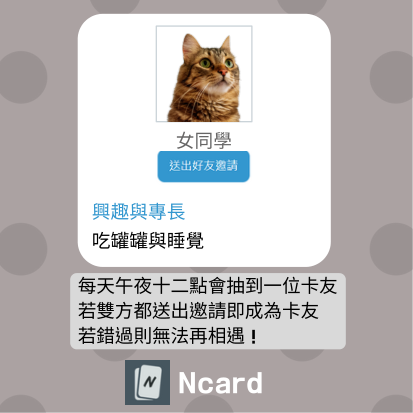 女同學
送出好友邀請
興趣與專長
吃罐罐與睡覺
每天午夜十二點會抽到一位卡友
若雙方都送出邀請即成為卡友
若錯過則無法再相遇！
N
Ncard